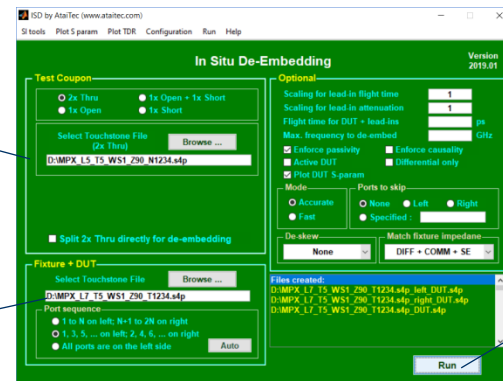 ISD by AtaiTec (www.ataitec.com)
SI tools Plot S param Plot TDR Configuration Run Help
In Situ De-Embedding
Version
2019.01
Test Coupon
2x Thru
1x Open + 1x Short
1x Open
1x Short
Select Touchstone File
(2x Thru)
Browse ...
D:\MPX_L5_T5_WS1_Z90_N1234.s4p
Split 2x Thru directly for de-embedding
Fixture + DUT
Select Touchstone File
Browse ...
D:\MPX_L7_T5_WS1_Z90_T1234.s4p
Port sequence
1 to N on left; N+1 to 2N on right
1, 3, 5, ... on left; 2, 4, 6, ... on right
All ports are on the left side
Auto
Optional
Scaling for lead-in flight time 1
Scaling for lead-in attenuation 1
Flight time for DUT + lead-ins ps
Max. frequency to de-embed GHz
Enforce passivity
Enforce causality
Active DUT
Differential only
Plot DUT S-param
Mode
Accurate
Fast
Ports to skip
None Left Right
Specified :
De-skew
None
Match fixture impedane
DIFF + COMM + SE
Files created:
D:\MPX_L7_T5_WS1_Z90_T1234.s4p_left_DUT.s4p
D:\MPX_L7_T5_WS1_Z90_T1234.s4p_right_DUT.s4p
D:\MPX_L7_T5_WS1_Z90_T1234.s4p_DUT.s4p
Run